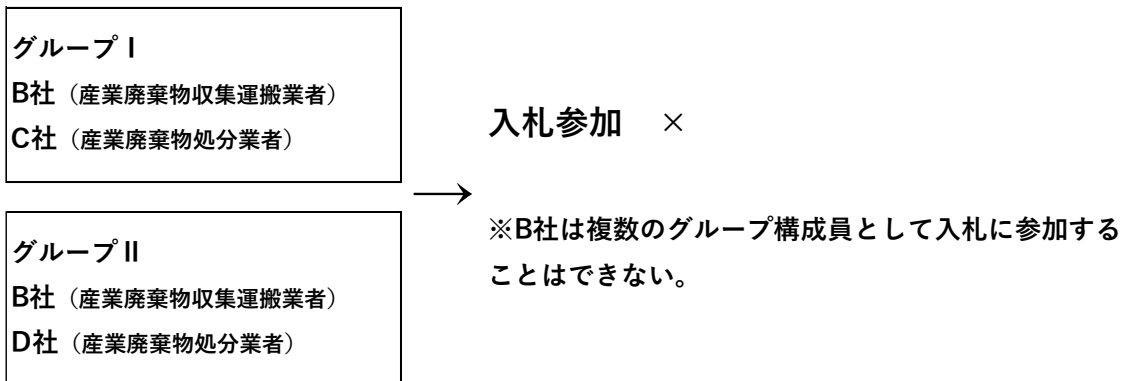 グループⅠ
B社（産業廃棄物収集運搬業者）
C社（産業廃棄物処分業者）
グループⅡ
B社（産業廃棄物収集運搬業者）
D社（産業廃棄物処分業者）
→
入札参加　×
※B社は複数のグループ構成員として入札に参加する
ことはできない。